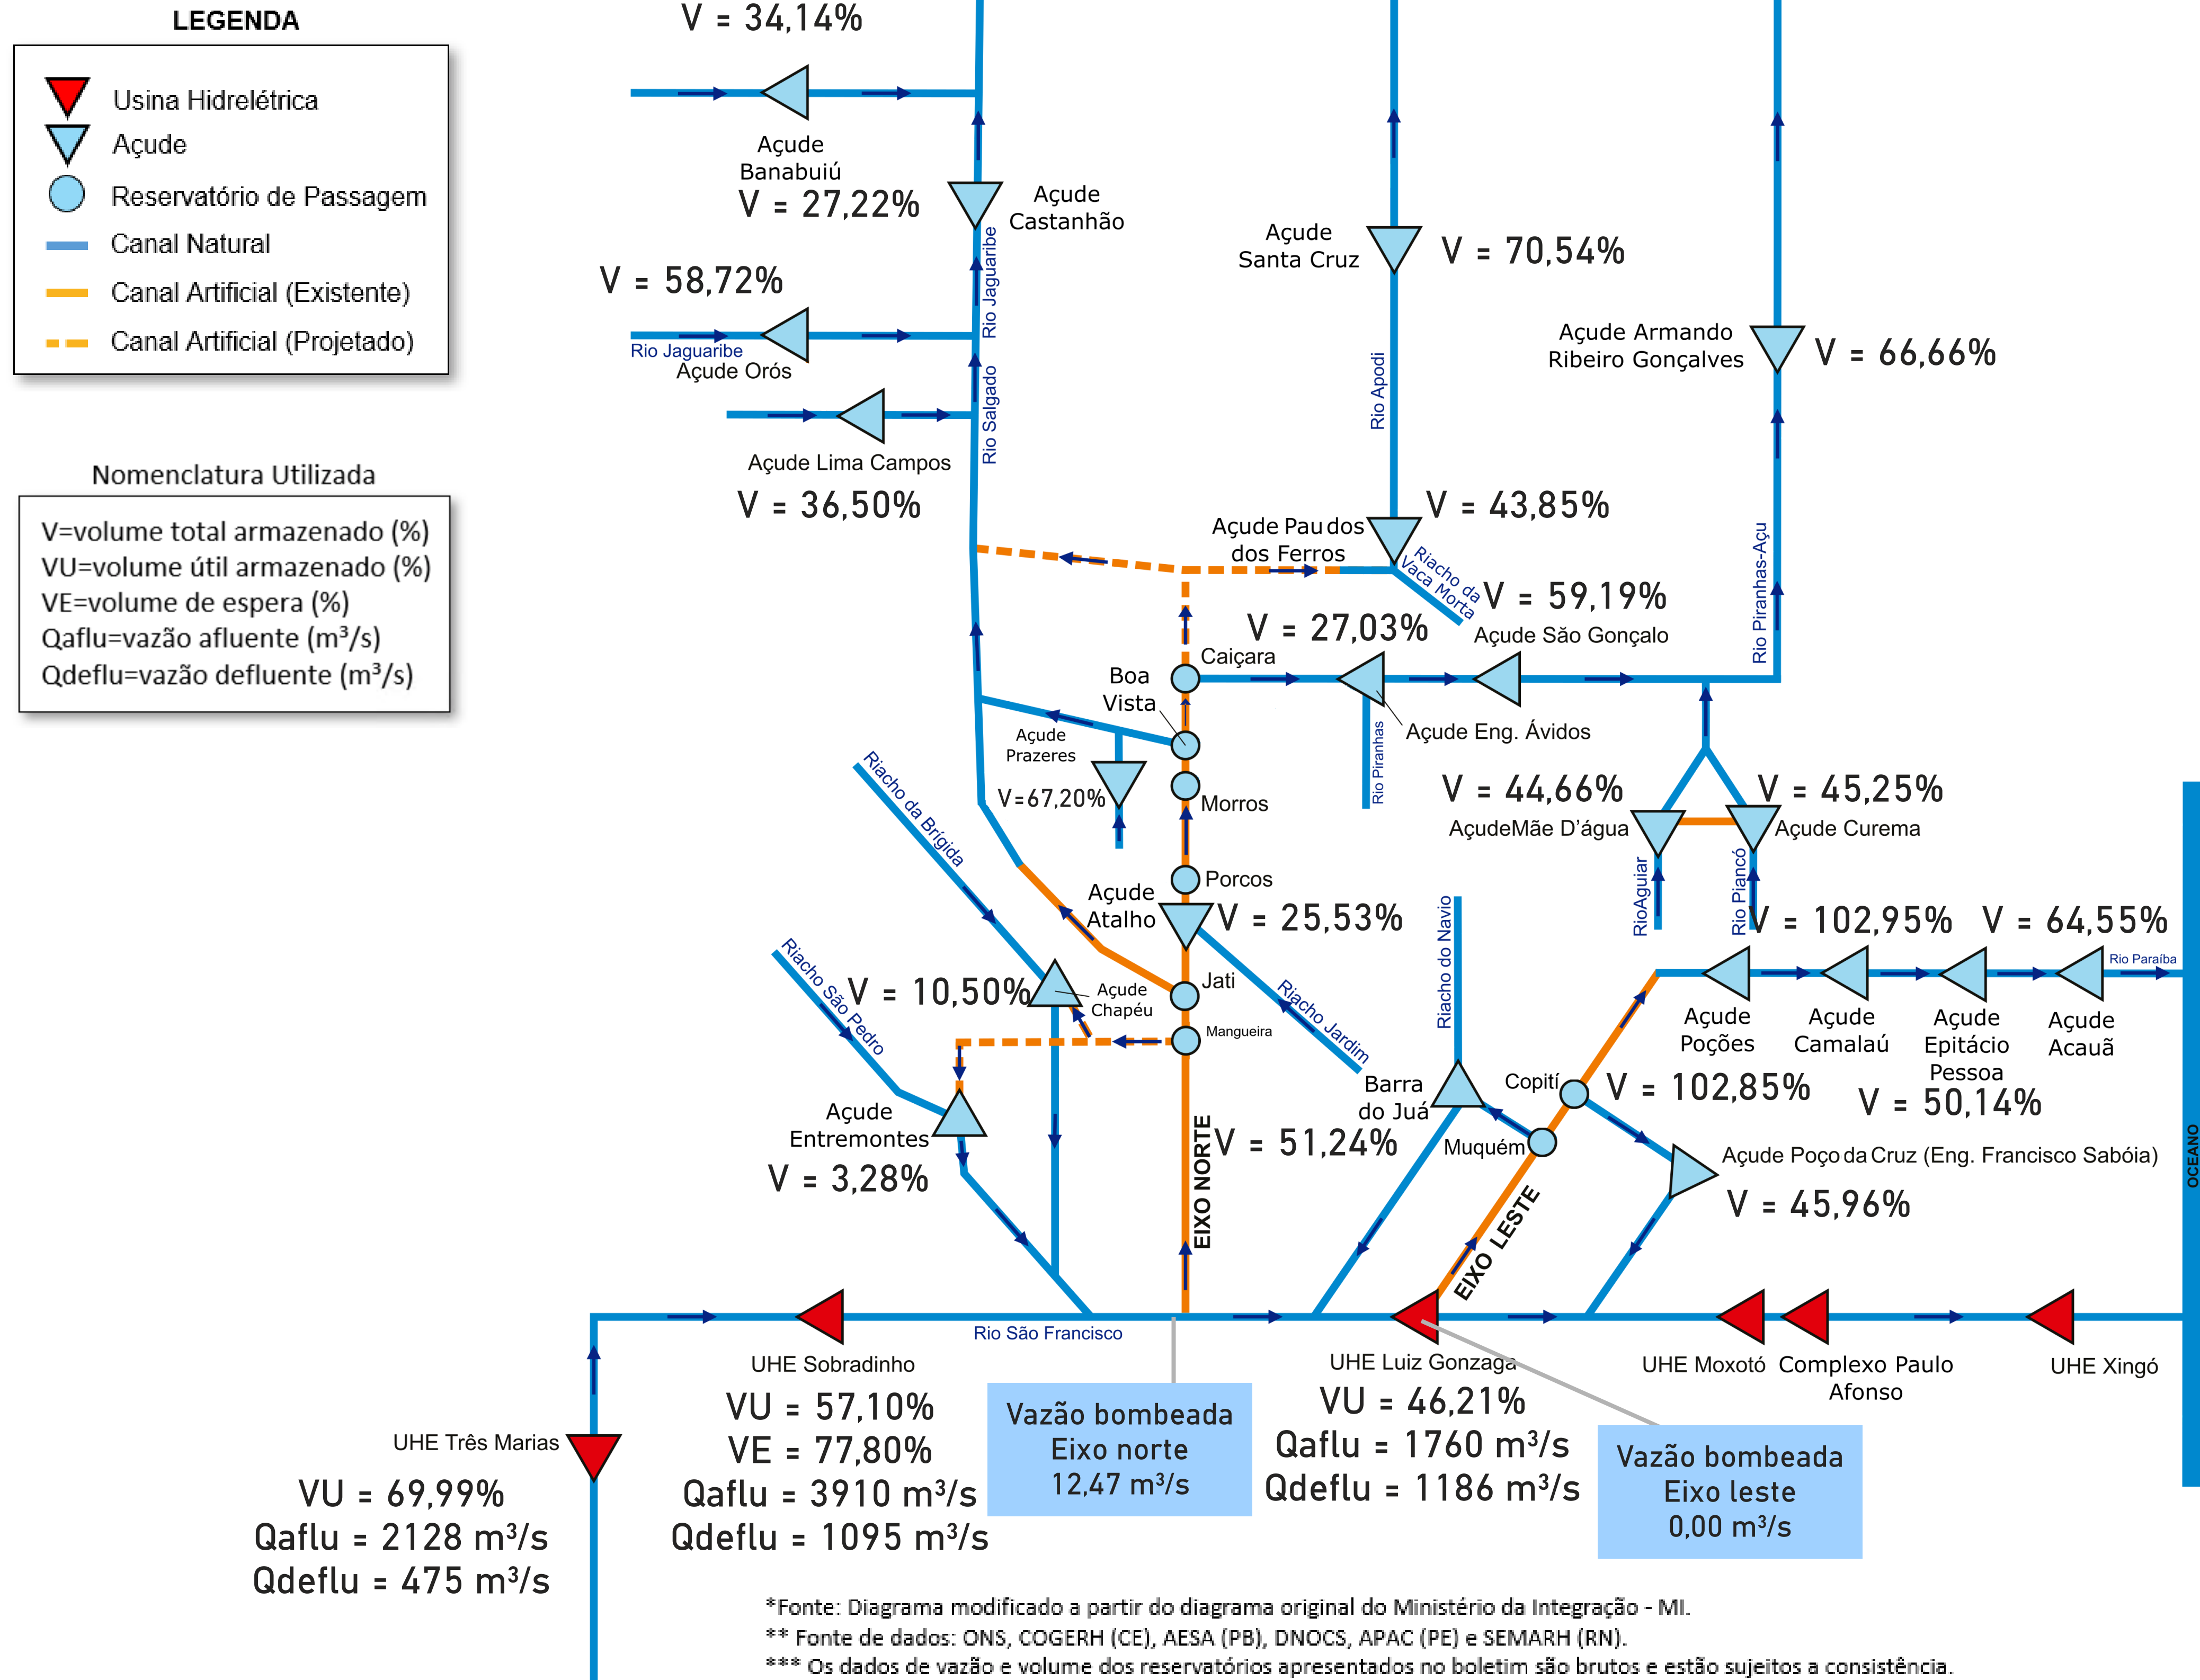 LEGENDA
Usina Hidrelétrica
Açude
Reservatório de Passagem
Canal Natural
Canal Artificial (Existente)
Canal Artificial (Projetado)
Nomenclatura Utilizada
V=volume total armazenado (%)
VU=volume útil armazenado (%)
VE=volume de espera (%)
Qaflu=vazão afluente (m³/s)
Qdeflu=vazão defluente (m³/s)
V = 34,14%
Açude
Banabuiú
V = 27,22%
Açude
Castanhão
Rio Jaguaribe
V = 58,72%
Rio Jaguaribe
Açude Orós
Rio Salgado
Açude Lima Campos
V = 36,50%
Açude
Santa Cruz
V = 70,54%
Rio Apodi
Açude Armando
Ribeiro Gonçalves
V = 66,66%
Rio Piranhas-Açu
V = 43,85%
Açude Pau dos
dos Ferros
Riacho da
Vaca Morta
V = 59,19%
Açude São Gonçalo
V = 27,03%
Caiçara
Boa
Vista
Açude Eng. Ávidos
Rio Piranhas
Açude
Prazeres
V=67,20%
Morros
Porcos
Açude
Atalho
V = 25,53%
Riacho da Brígida
Riacho São Pedro
V = 10,50%
Açude
Chapéu
Jati
Mangueira
Riacho Jardim
Açude
Entremontes
V = 3,28%
V = 44,66%
AçudeMãe D'água
V = 45,25%
Açude Curema
RioAguiar
Rio Piancó
V = 102,95%
V = 64,55%
Rio Paraíba
Açude
Poções
Açude
Camalaú
Açude
Epitácio
Pessoa
Açude
Acauã
V = 102,85%
V = 50,14%
Riacho do Navio
Barra
do Juá
V = 51,24%
Copití
Muquém
Açude Poço da Cruz (Eng. Francisco Sabóia)
V = 45,96%
EIXO NORTE
EIXO LESTE
OCEANO
Rio São Francisco
UHE Sobradinho
VU = 57,10%
VE = 77,80%
Qaflu = 3910 m³/s
Qdeflu = 1095 m³/s
UHE Três Marias
VU = 69,99%
Qaflu = 2128 m³/s
Qdeflu = 475 m³/s
Vazão bombeada
Eixo norte
12,47 m³/s
UHE Luiz Gonzaga
VU = 46,21%
Qaflu = 1760 m³/s
Qdeflu = 1186 m³/s
Vazão bombeada
Eixo leste
0,00 m³/s
UHE Moxotó
Complexo Paulo
Afonso
UHE Xingó
*Fonte: Diagrama modificado a partir do diagrama original do Ministério da Integração - MI.
** Fonte de dados: ONS, COGERH (CE), AESA (PB), DNOCS, APAC (PE) e SEMARH (RN).
*** Os dados de vazão e volume dos reservatórios apresentados no boletim são brutos e estão sujeitos a consistência.